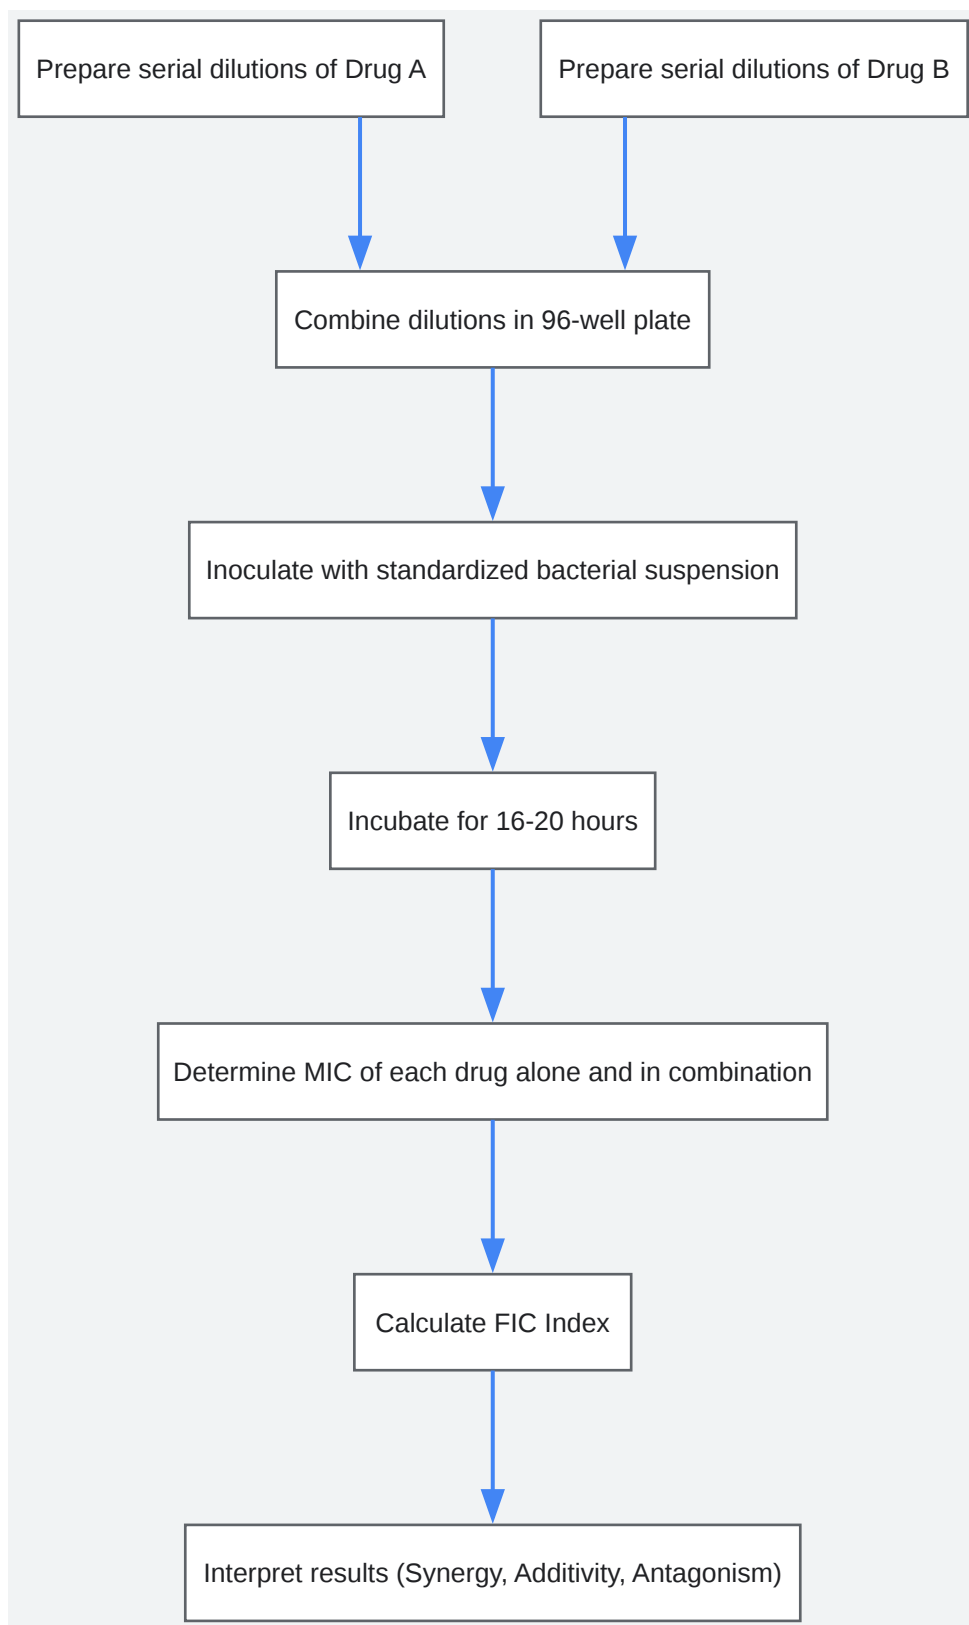 Prepare serial dilutions of Drug A
Prepare serial dilutions of Drug B
Combine dilutions in 96-well plate
Inoculate with standardized bacterial suspension
Incubate for 16-20 hours
Determine MIC of each drug alone and in combination
Calculate FIC Index
Interpret results (Synergy, Additivity, Antagonism)